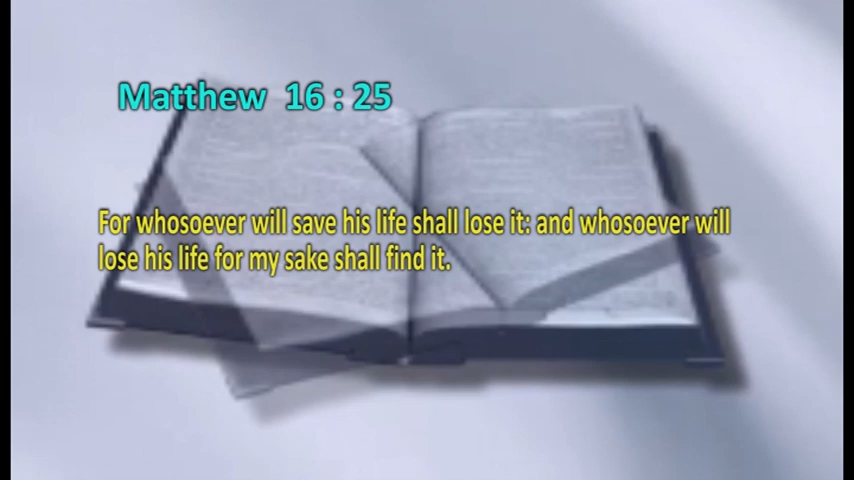 Matthew 16 : 25
For whosoever will save his life shall lose it: and whosoever will
lose his life for my sake shall find it.